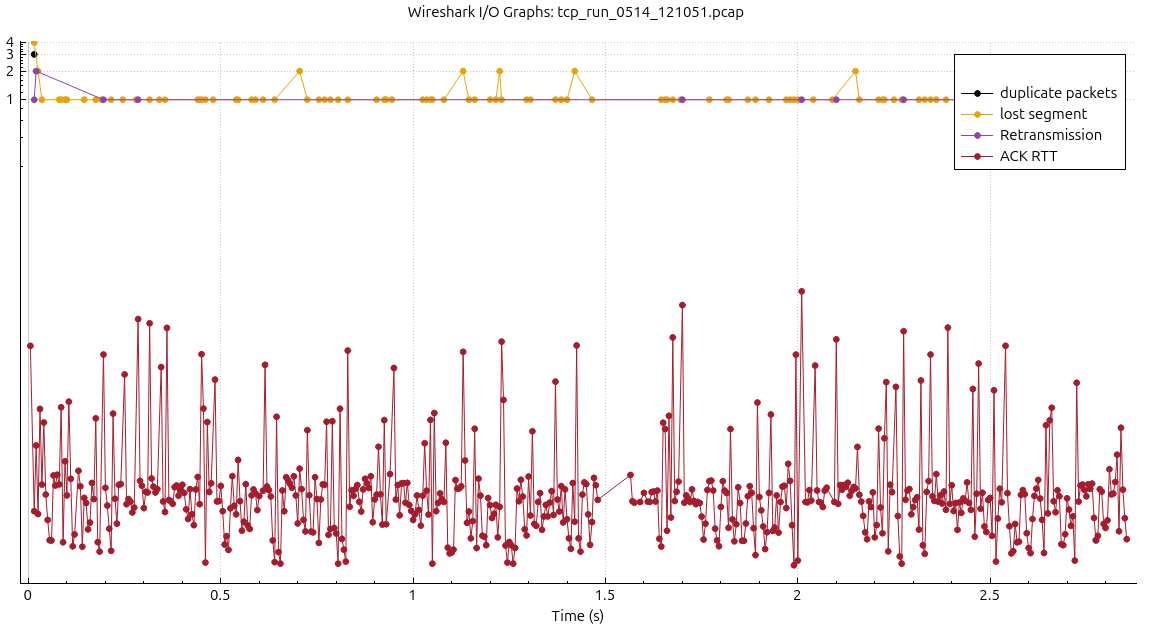 Wireshark I/O Graphs: tcp_run_0514_121051.pcap
4
3
2
1
duplicate packets
lost segment
Retransmission
ACK RTT
0 0.5 1 1.5 2 2.5
Time (s)